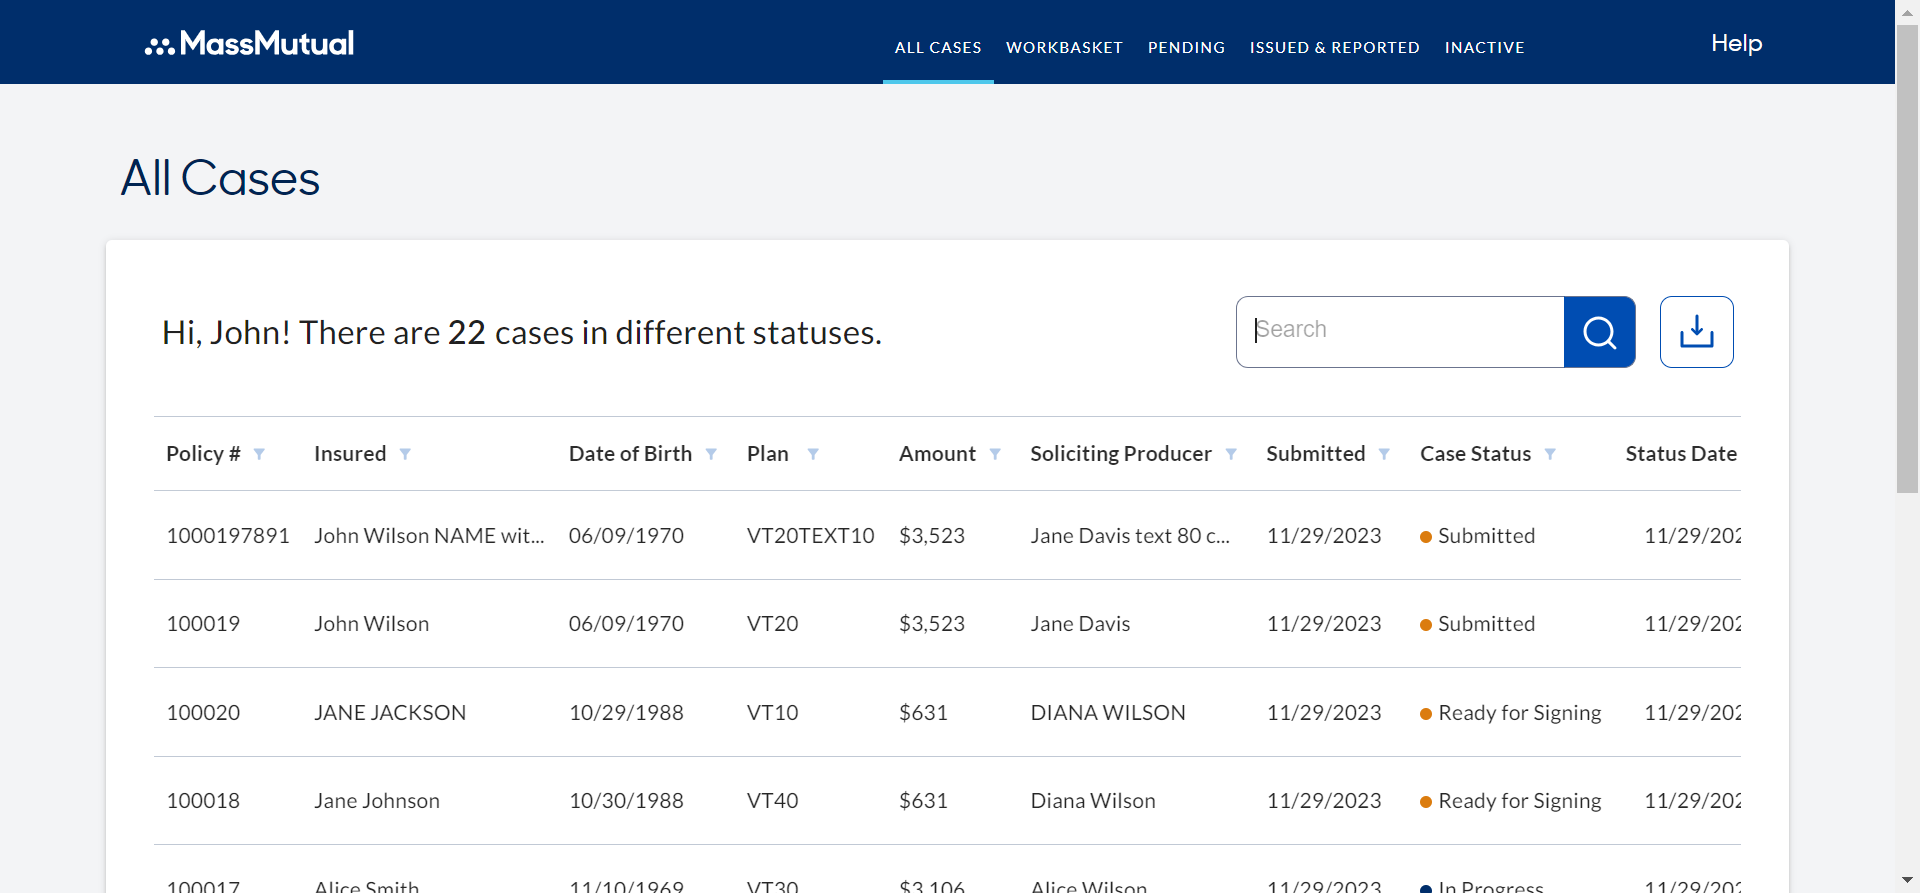 MassMutual
ALL CASES WORKBASKET PENDING ISSUED & REPORTED INACTIVE
Help
All Cases
Hi, John! There are 22 cases in different statuses.
Search
Policy # Insured Date of Birth Plan Amount Soliciting Producer Submitted Case Status Status Date
1000197891 John Wilson NAME wit... 06/09/1970 VT20TEXT10 $3,523 Jane Davis text 80 c... 11/29/2023 Submitted 11/29/202
100019 John Wilson 06/09/1970 VT20 $3,523 Jane Davis 11/29/2023 Submitted 11/29/202
100020 JANE JACKSON 10/29/1988 VT10 $631 DIANA WILSON 11/29/2023 Ready for Signing 11/29/202
100018 Jane Johnson 10/30/1988 VT40 $631 Diana Wilson 11/29/2023 Ready for Signing 11/29/202
100017 Alice Smith 11/10/1969 VT30 $3,106 Alice Wilson 11/29/2023 In Progress 11/29/202